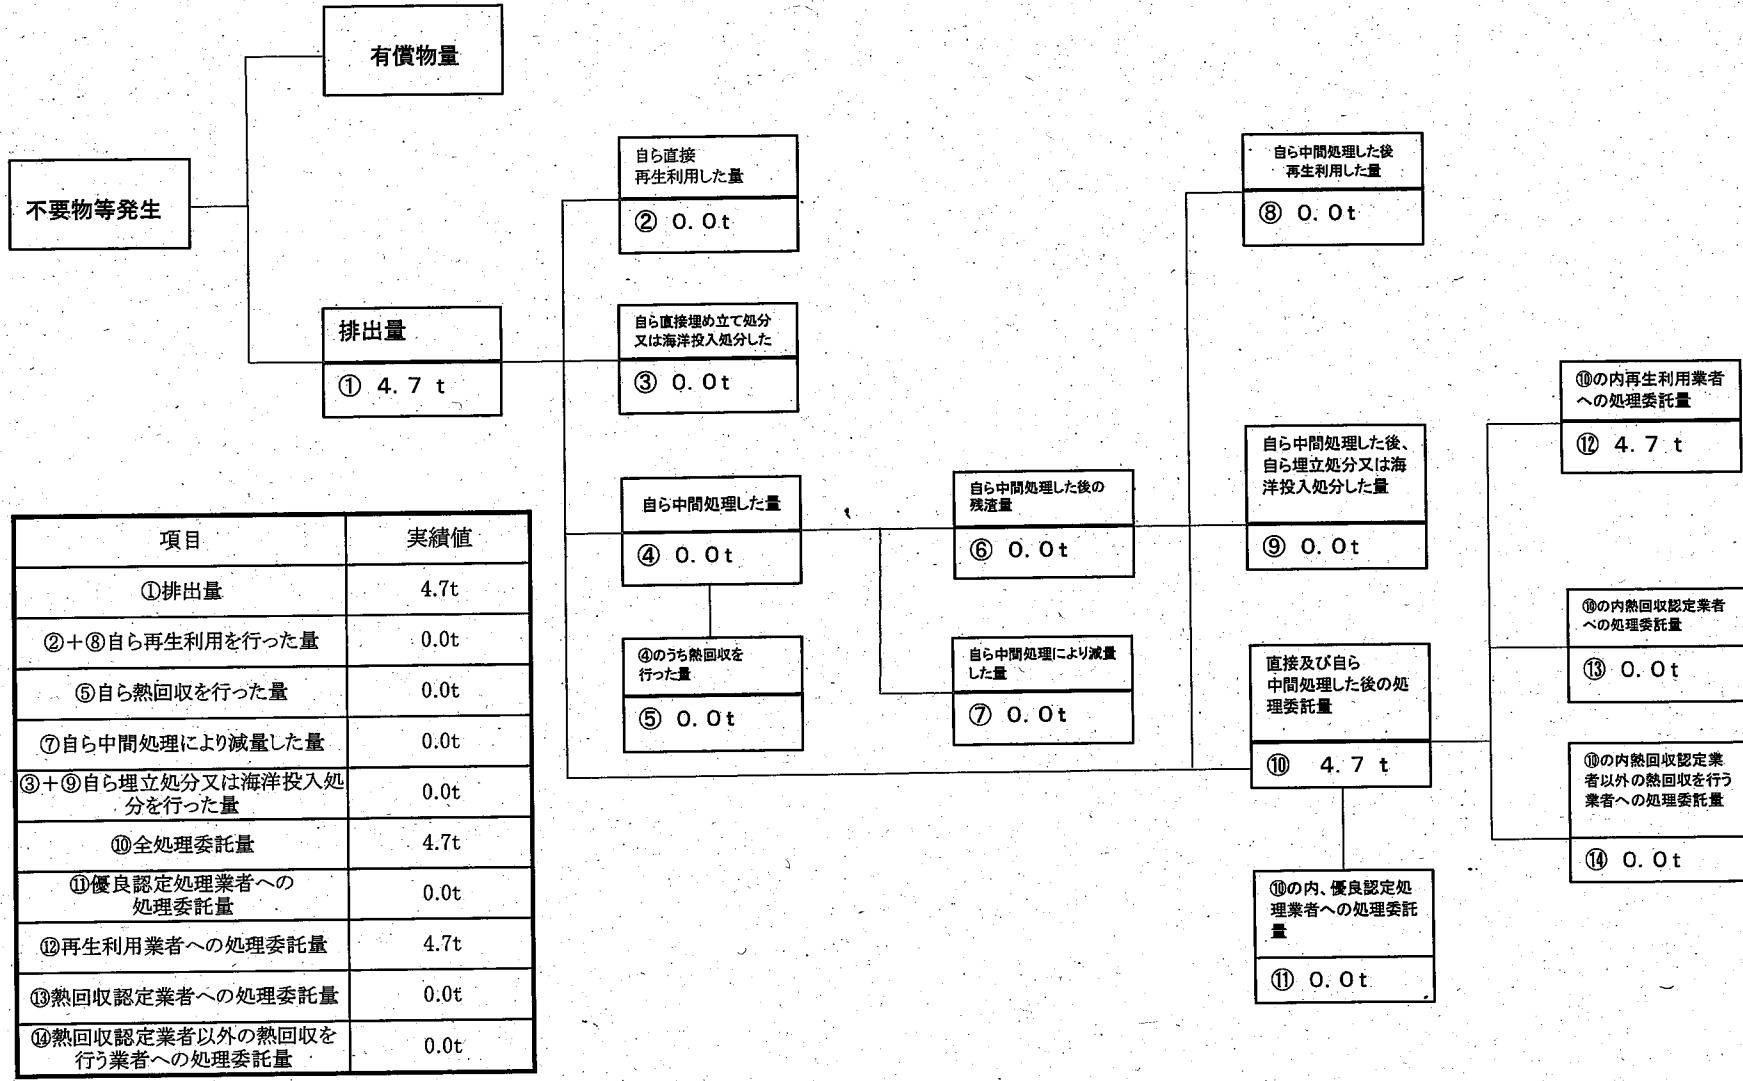 有償物量
不要物等発生
排出量
① 4.7 t
自ら直接
再生利用した量
② 0.0t
自ら直接埋め立て処分
又は海洋投入処分した
③ 0.0t
自ら中間処理した量
④ 0.0t
④のうち熱回収を
行った量
⑤ 0.0t
自ら中間処理した後の
残渣量
⑥ 0.0t
自ら中間処理により減量
した量
⑦ 0.0t
自ら中間処理した後
再生利用した量
⑧ 0.0t
自ら中間処理した後、
自ら埋立処分又は海
洋投入処分した量
⑨ 0.0t
直接及び自ら
中間処理した後の処
理委託量
⑩ 4.7 t
⑩の内、優良認定処
理業者への処理委託
量
⑪ 0.0t
⑩の内再生利用業者
への処理委託量
⑫ 4.7 t
⑩の内熱回収認定業者
への処理委託量
⑬ 0.0t
⑩の内熱回収認定業
者以外の熱回収を行う
業者への処理委託量
⑭ 0.0t
項目 実績値
①排出量 4.7t
②+⑧自ら再生利用を行った量 0.0t
⑤自ら熱回収を行った量 0.0t
⑦自ら中間処理により減量した量 0.0t
③+⑨自ら埋立処分又は海洋投入処
分を行った量 0.0t
⑩全処理委託量 4.7t
⑪優良認定処理業者への
処理委託量 0.0t
⑫再生利用業者への処理委託量 4.7t
⑬熱回収認定業者への処理委託量 0.0t
⑭熱回収認定業者以外の熱回収を
行う業者への処理委託量 0.0t